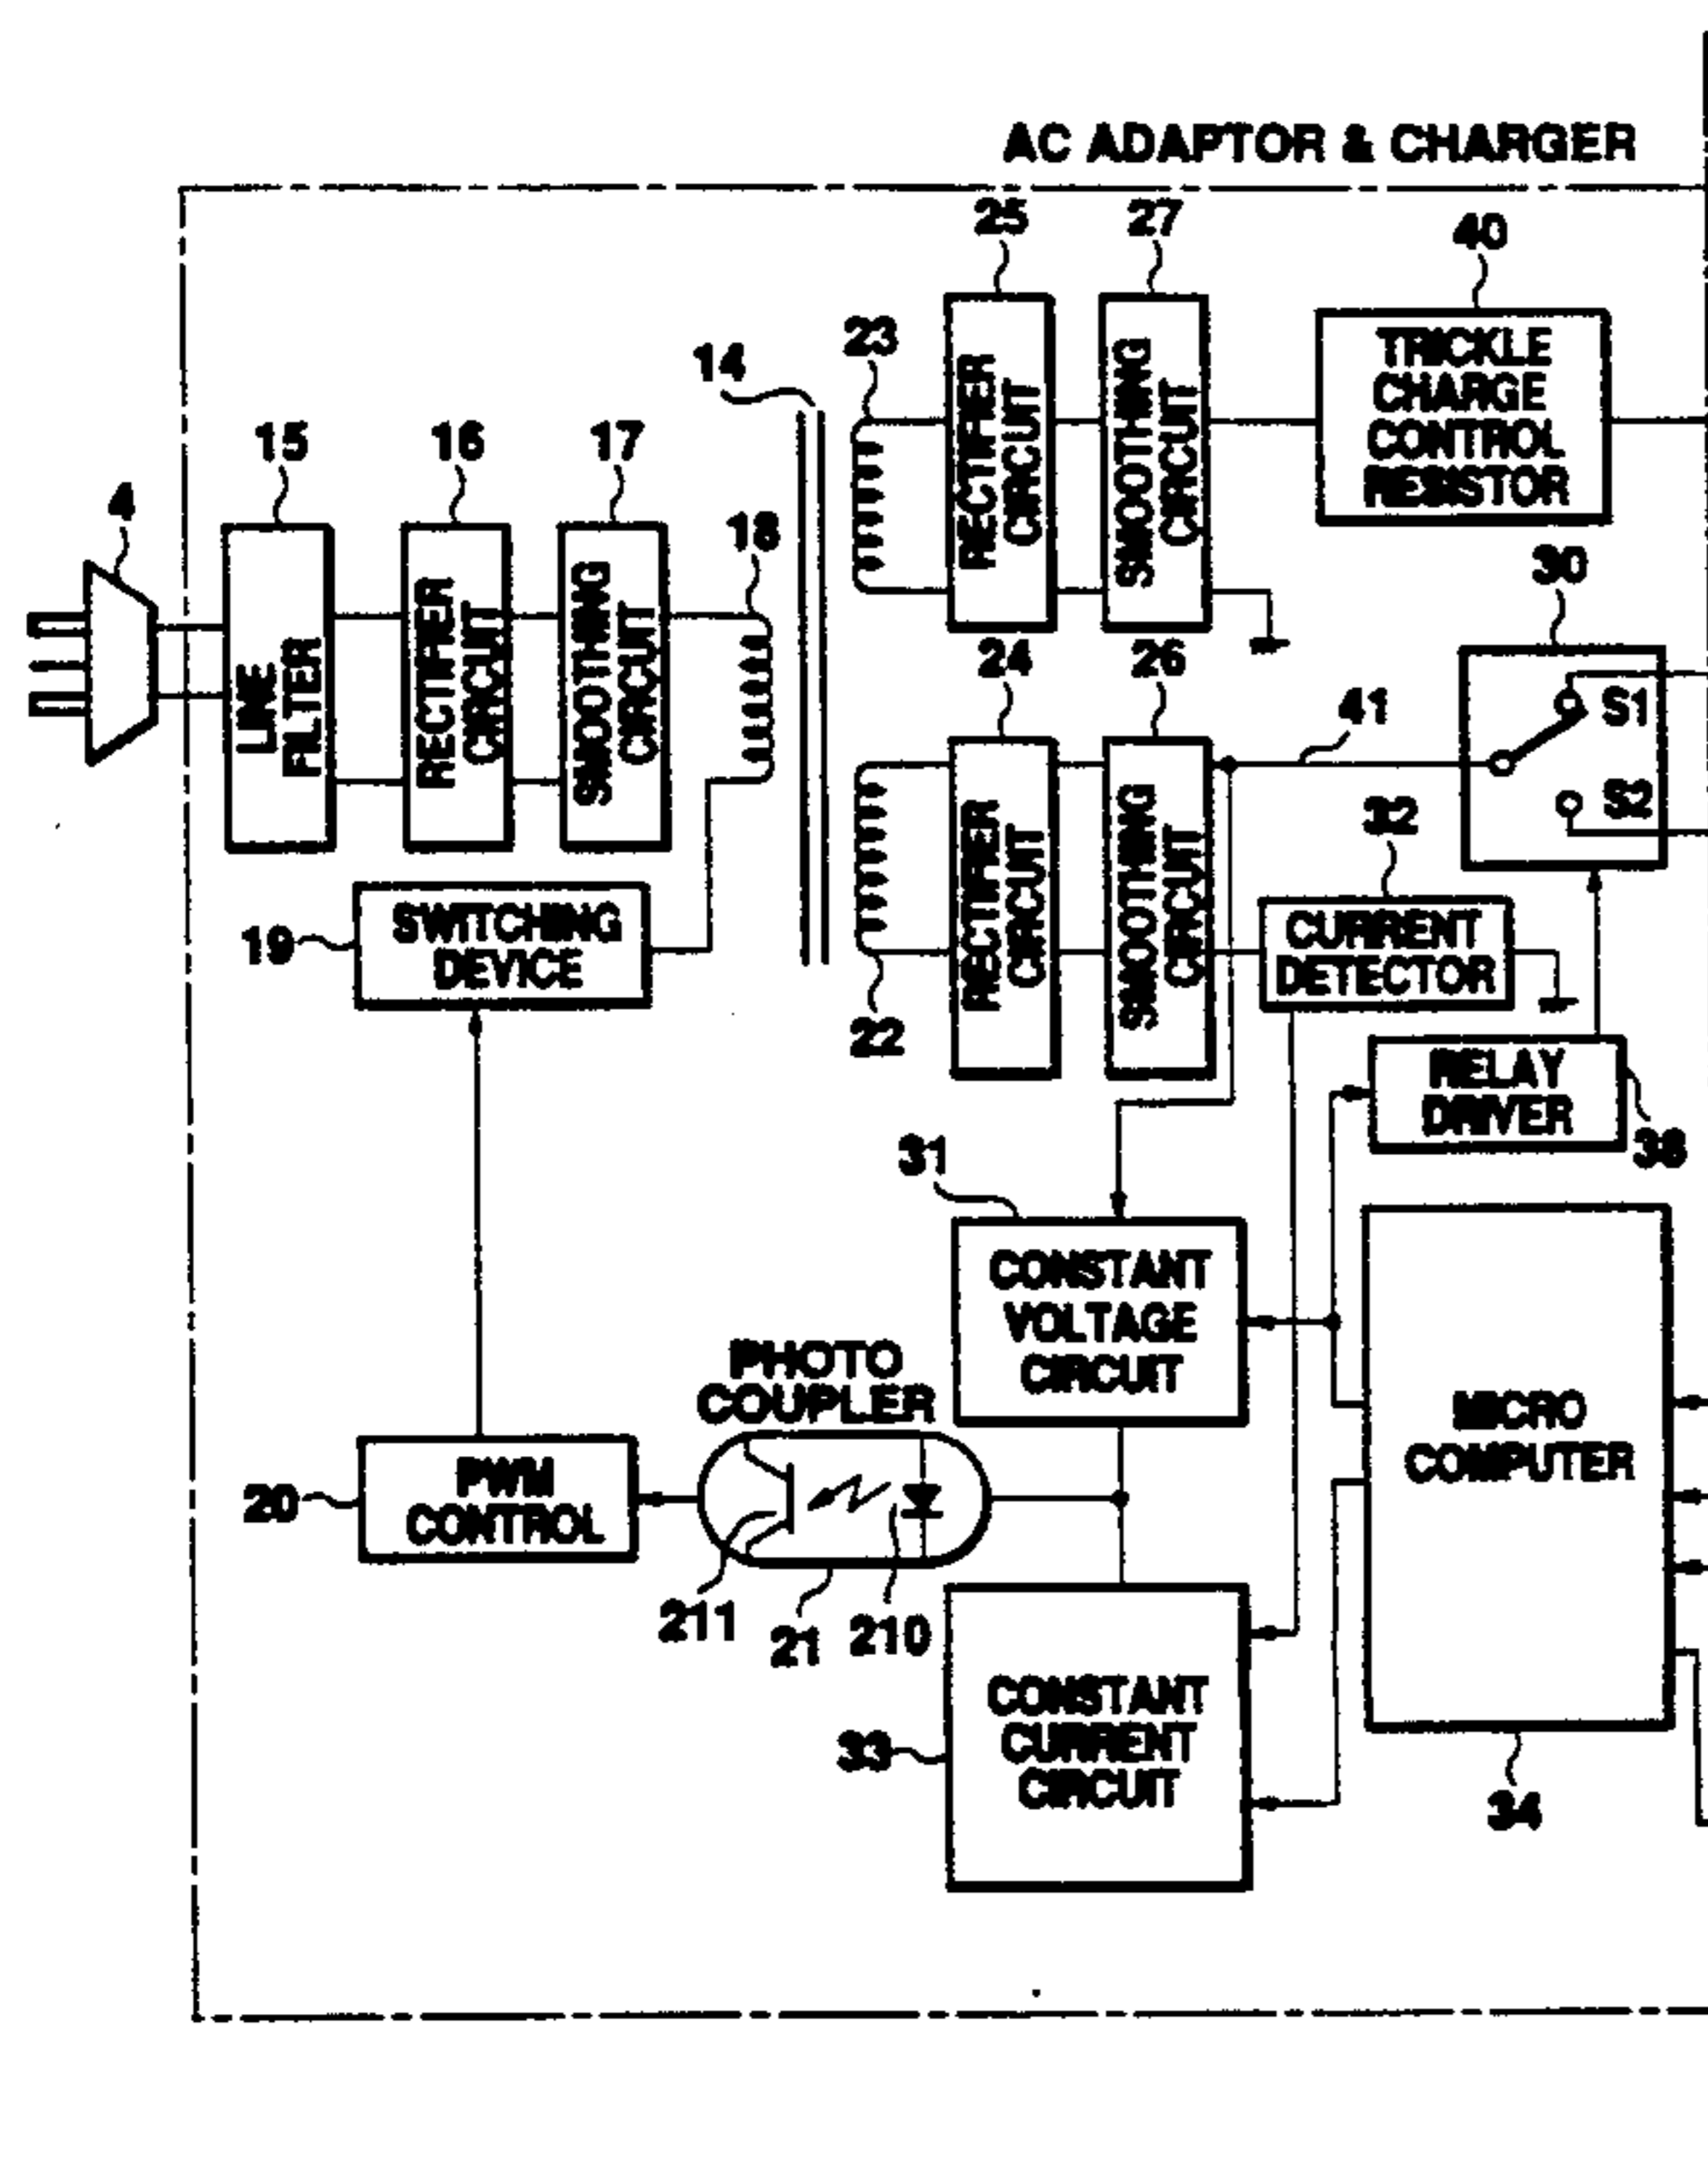 AC ADAPTOR & CHARGER
25
27
40
23
14
TRICKLE
CHARGE
CONTROL
RESISTOR
RECTIFIER
CIRCUIT
SMOOTHING
CIRCUIT
15
16
17
18
4
30
LINE
FILTER
RECTIFIER
CIRCUIT
SMOOTHING
CIRCUIT
24
26
41
S1
S2
32
RECTIFIER
CIRCUIT
SMOOTHING
CIRCUIT
19
SWITCHING
DEVICE
CURRENT
DETECTOR
22
RELAY
DRIVER
31
CONSTANT
VOLTAGE
CIRCUIT
PHOTO
COUPLER
MICRO
COMPUTER
20
PWM
CONTROL
211
21
210
33
CONSTANT
CURRENT
CIRCUIT
34